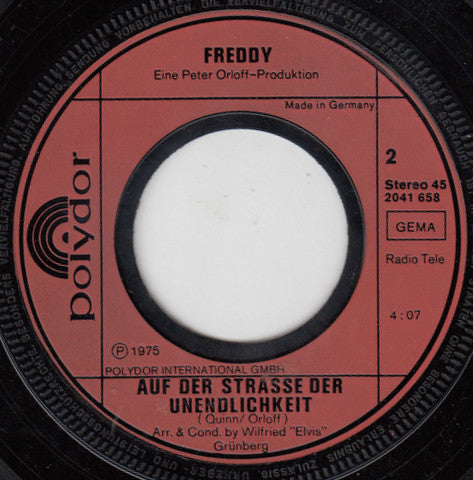 FREDDY
Eine Peter Orloff-Produktion
Made in Germany
2
Stereo 45
2041 658
GEMA
Radio Tele
4:07
polydor
Ⓟ 1975
POLYDOR INTERNATIONAL GMBH
AUF DER STRASSE DER
UNENDLICHKEIT
(Quinn/Orloff)
Arr. & Cond. by Wilfried "Elvis"
Grünberg